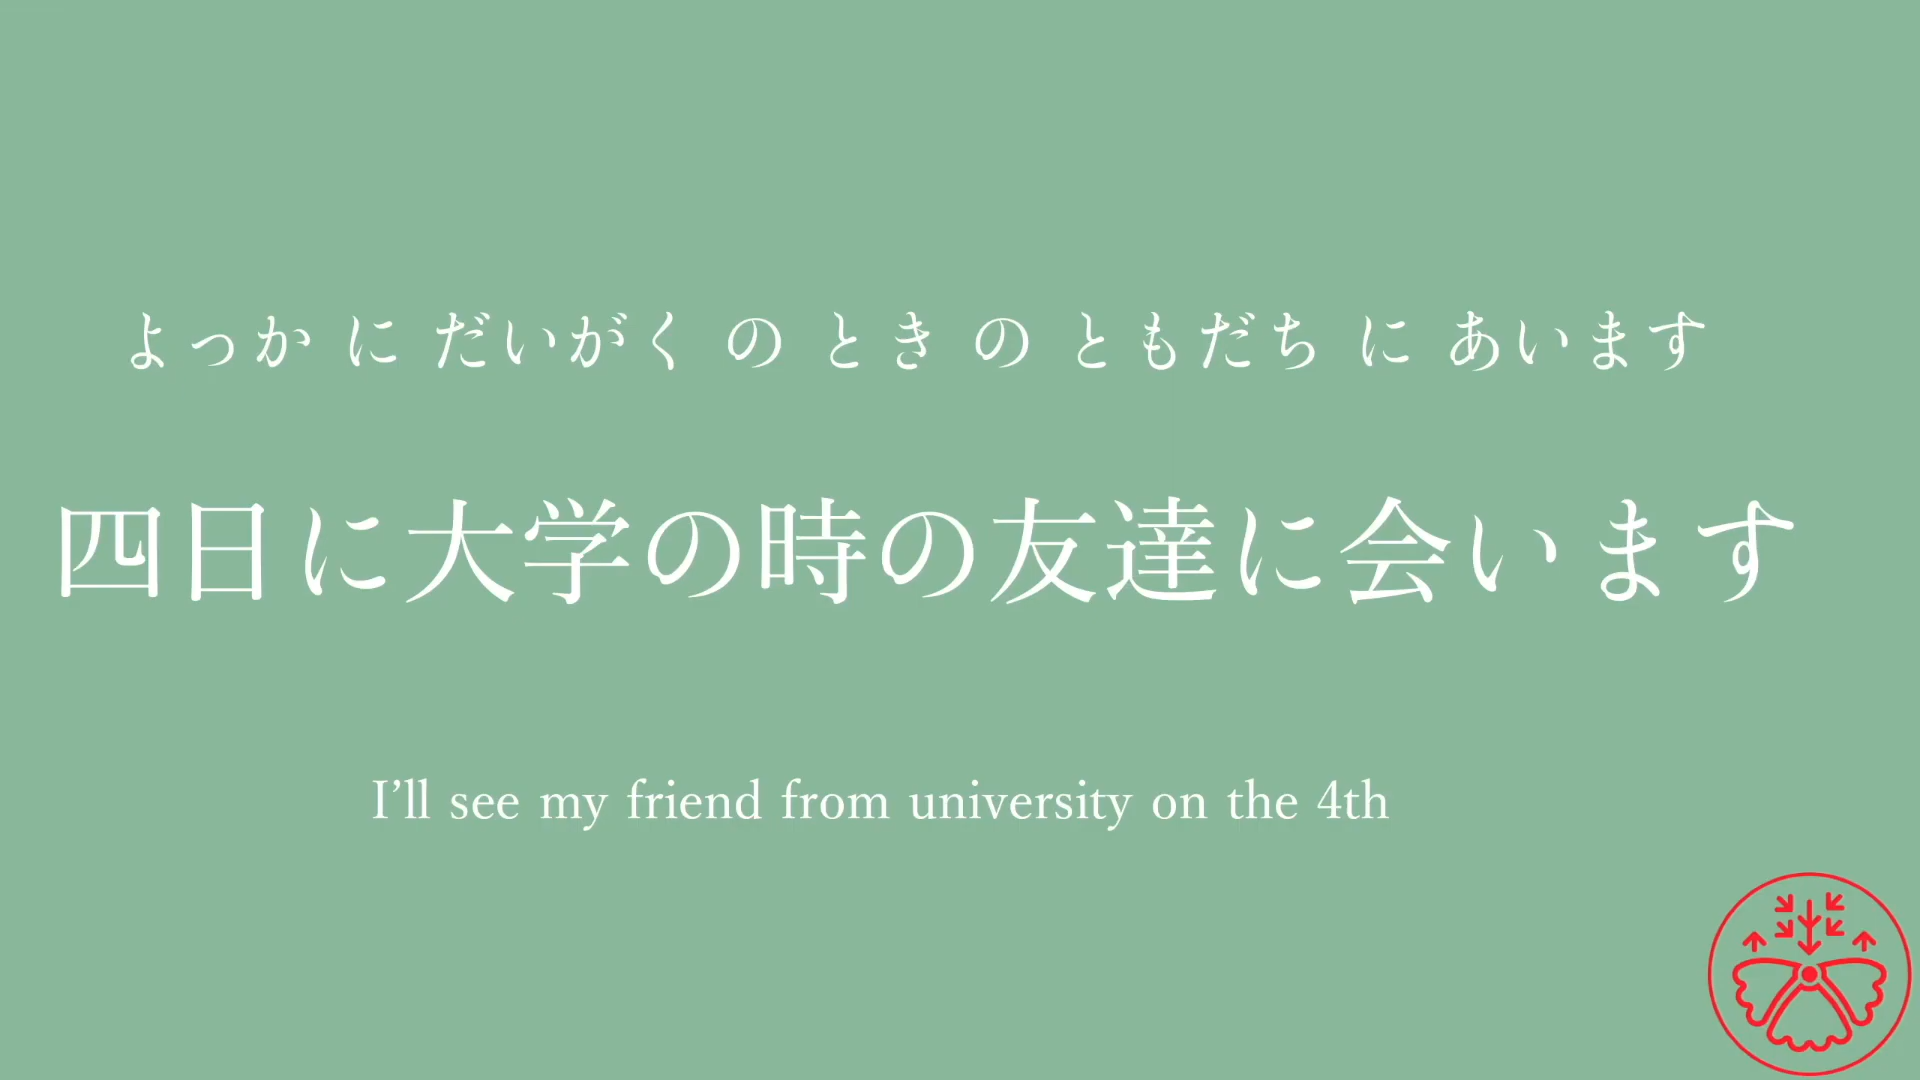 よっか に だいがく の とき の ともだち に あいます
四日に大学の時の友達に会います
I’ll see my friend from university on the 4th